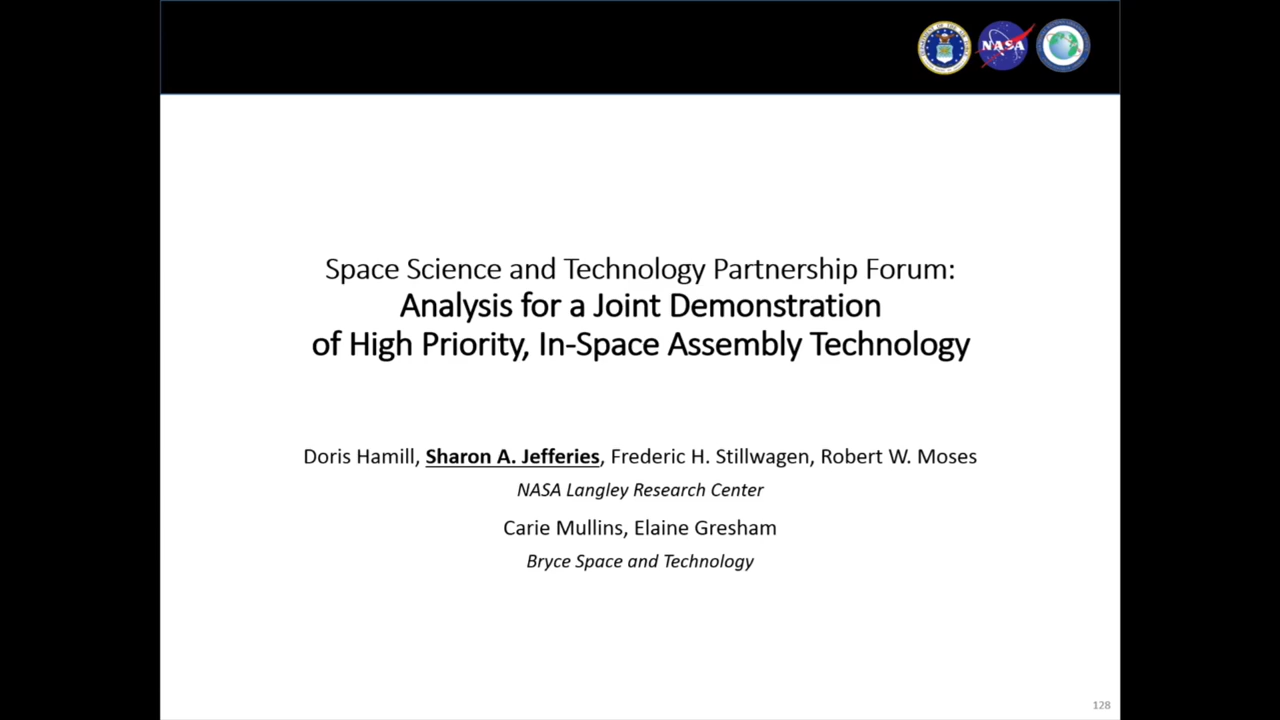 NASA
Space Science and Technology Partnership Forum:
Analysis for a Joint Demonstration
of High Priority, In-Space Assembly Technology
Doris Hamill, Sharon A. Jefferies, Frederic H. Stillwagen, Robert W. Moses
NASA Langley Research Center
Carie Mullins, Elaine Gresham
Bryce Space and Technology
128